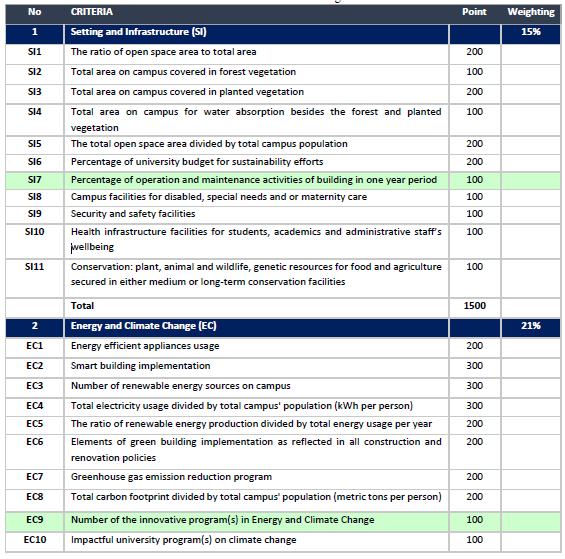 No CRITERIA Point Weighting
1 Setting and Infrastructure (SI) 15%
SI1 The ratio of open space area to total area 200
SI2 Total area on campus covered in forest vegetation 100
SI3 Total area on campus covered in planted vegetation 200
SI4 Total area on campus for water absorption besides the forest and planted 100
vegetation
SI5 The total open space area divided by total campus population 200
SI6 Percentage of university budget for sustainability efforts 200
SI7 Percentage of operation and maintenance activities of building in one year period 100
SI8 Campus facilities for disabled, special needs and or maternity care 100
SI9 Security and safety facilities 100
SI10 Health infrastructure facilities for students, academics and administrative staff's 100
wellbeing
SI11 Conservation: plant, animal and wildlife, genetic resources for food and agriculture 100
secured in either medium or long-term conservation facilities
Total 1500
2 Energy and Climate Change (EC) 21%
EC1 Energy efficient appliances usage 200
EC2 Smart building implementation 300
EC3 Number of renewable energy sources on campus 300
EC4 Total electricity usage divided by total campus' population (kWh per person) 300
EC5 The ratio of renewable energy production divided by total energy usage per year 200
EC6 Elements of green building implementation as reflected in all construction and 200
renovation policies
EC7 Greenhouse gas emission reduction program 200
EC8 Total carbon footprint divided by total campus' population (metric tons per person) 200
EC9 Number of the innovative program(s) in Energy and Climate Change 100
EC10 Impactful university program(s) on climate change 100